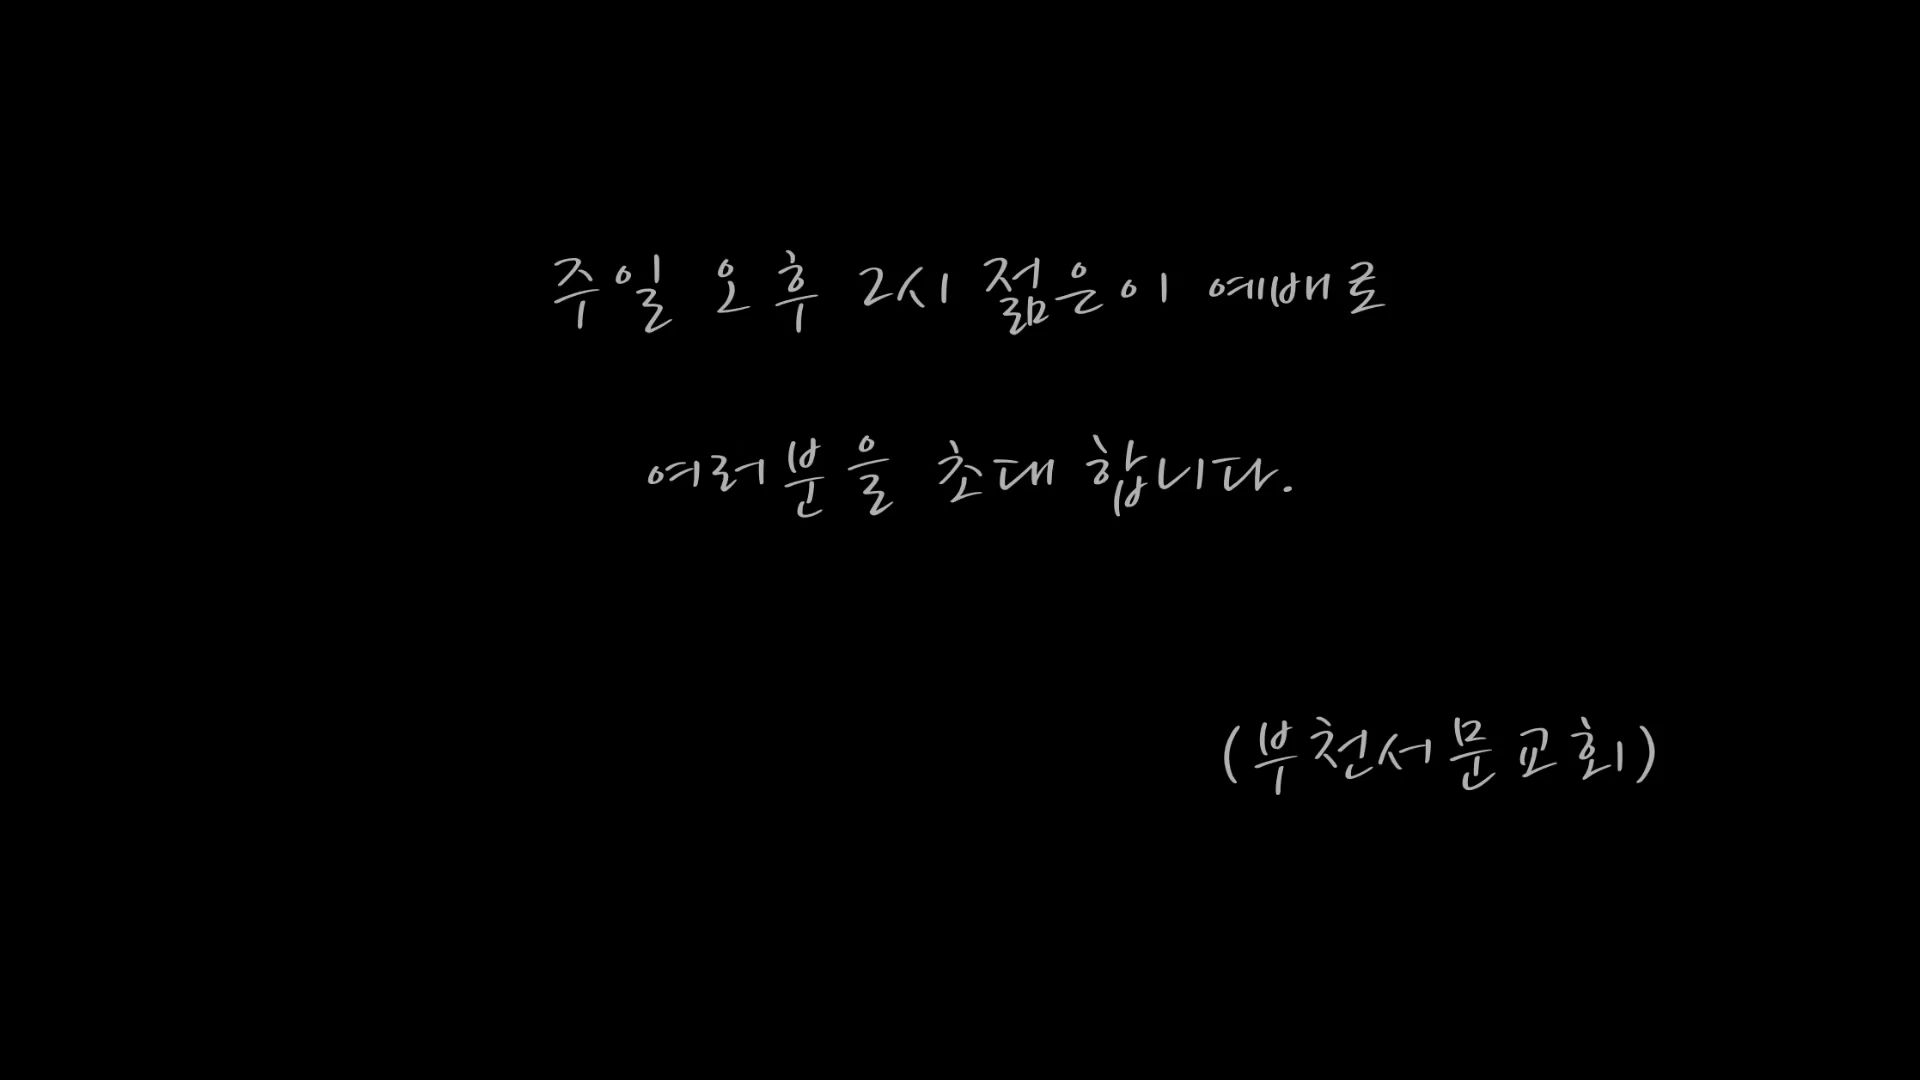 주일 오후 2시 젊은이 예배로
여러분을 초대 합니다.
(부천서문교회)